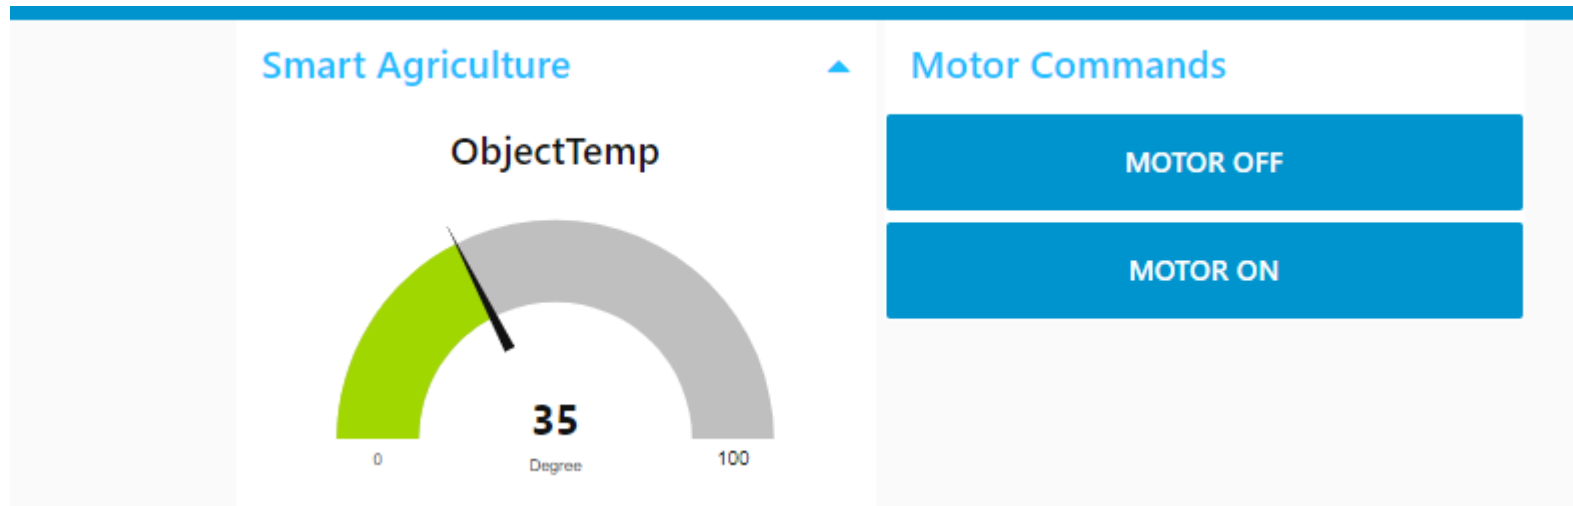 Smart Agriculture
ObjectTemp
35
0
Degree
100
Motor Commands
MOTOR OFF
MOTOR ON